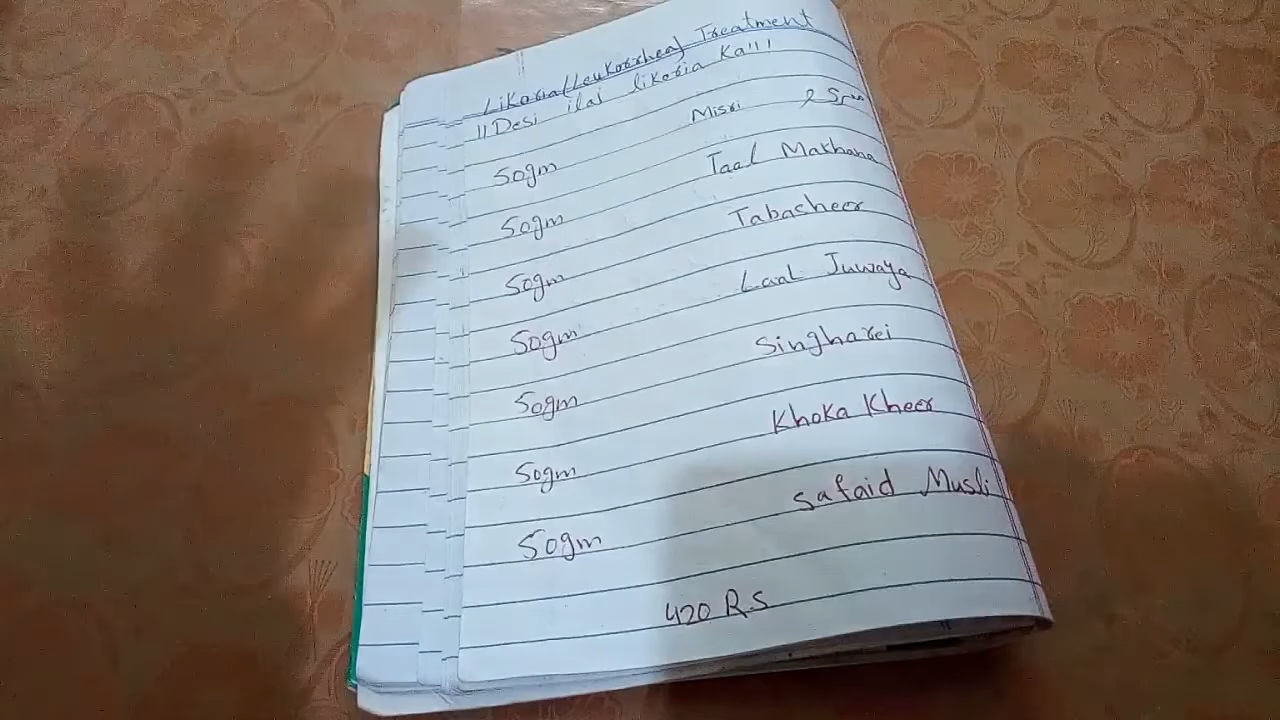 Likoria/Leukorrhea) Treatment
!! Desi ilaj likoria Ka!!!
Misri
50gm Taal Makhana
50gm Tabasheer
50gm Laal Juwaya
50gm Singharei
50gm Khoka Kheer
50gm Safaid Musli
50gm
420 R.S